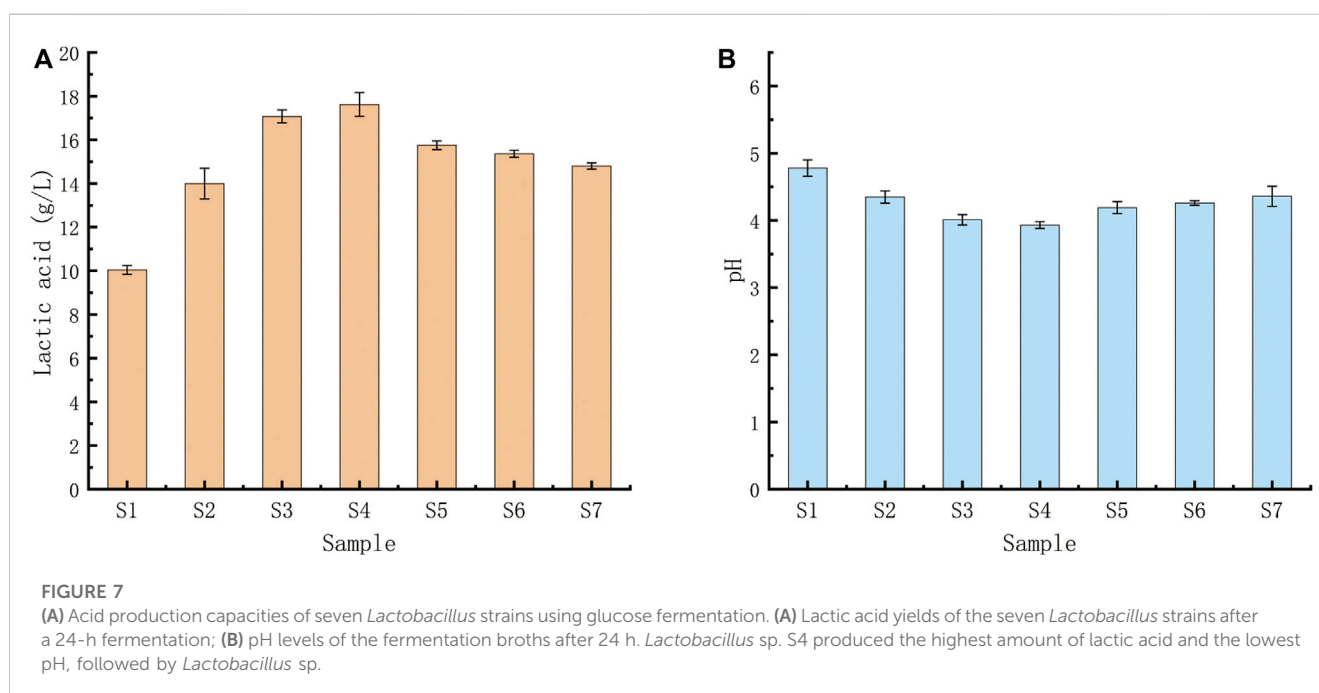 A
20
18
16
14
12
10
8
6
4
2
0
Lactic acid (g/L)
S1 S2 S3 S4 S5 S6 S7
Sample
B
6
5
4
3
2
1
0
pH
S1 S2 S3 S4 S5 S6 S7
Sample
FIGURE 7
(A) Acid production capacities of seven Lactobacillus strains using glucose fermentation. (A) Lactic acid yields of the seven Lactobacillus strains after
a 24-h fermentation; (B) pH levels of the fermentation broths after 24 h. Lactobacillus sp. S4 produced the highest amount of lactic acid and the lowest
pH, followed by Lactobacillus sp.